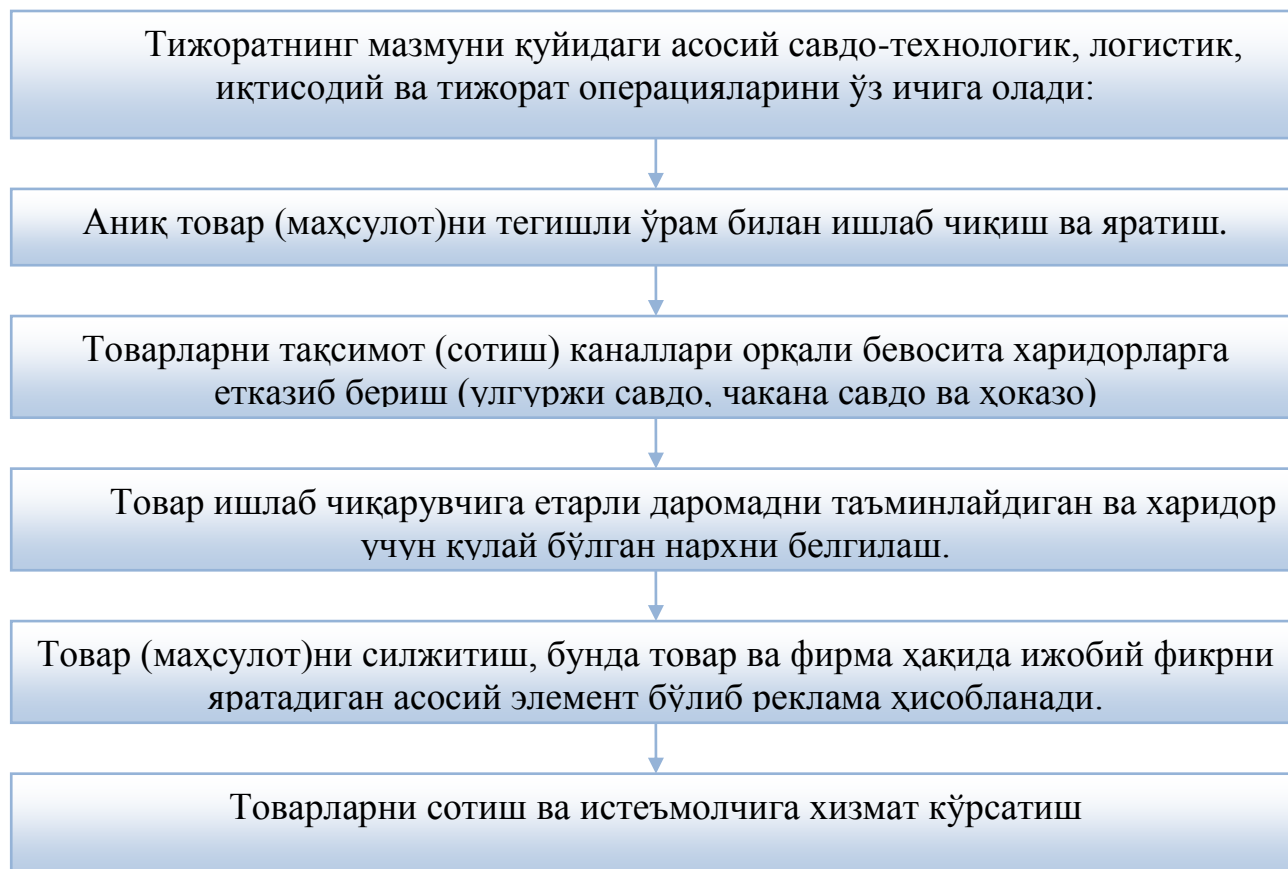 Тижоратнинг мазмуни қуйидаги асосий савдо-технологик, логистик,
иқтисодий ва тижорат операцияларини ўз ичига олади:
Аниқ товар (маҳсулот)ни тегишли ўрам билан ишлаб чиқиш ва яратиш.
Товарларни тақсимот (сотиш) каналлари орқали бевосита харидорларга
етказиб бериш (улгуржи савдо, чакана савдо ва ҳоказо)
Товар ишлаб чиқарувчига етарли даромадни таъминлайдиган ва харидор
учун қулай бўлган нархни белгилаш.
Товар (маҳсулот)ни силжитиш, бунда товар ва фирма ҳақида ижобий фикрни
яратадиган асосий элемент бўлиб реклама ҳисобланади.
Товарларни сотиш ва истеъмолчига хизмат кўрсатиш